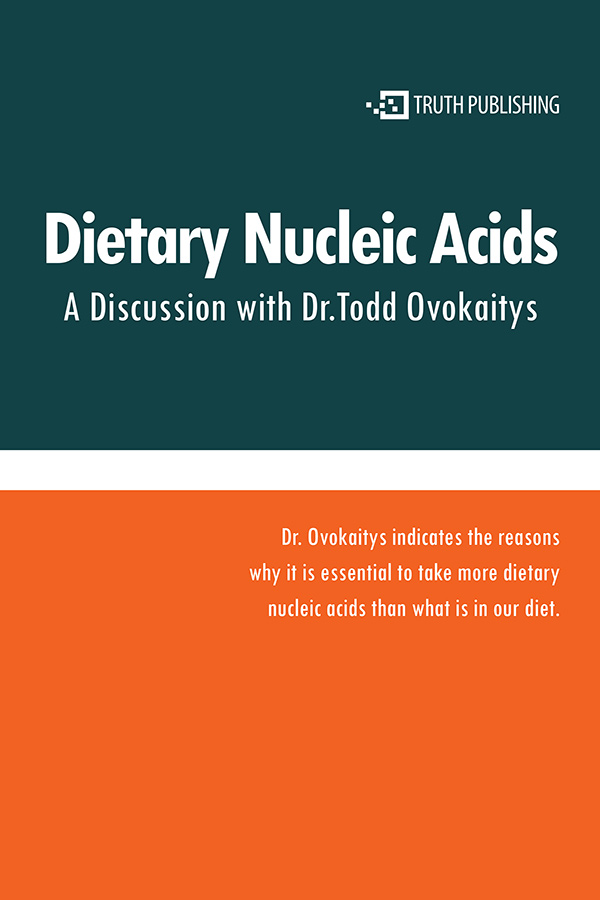 TRUTH PUBLISHING
Dietary Nucleic Acids
A Discussion with Dr.Todd Ovokaitys
Dr. Ovokaitys indicates the reasons
why it is essential to take more dietary
nucleic acids than what is in our diet.